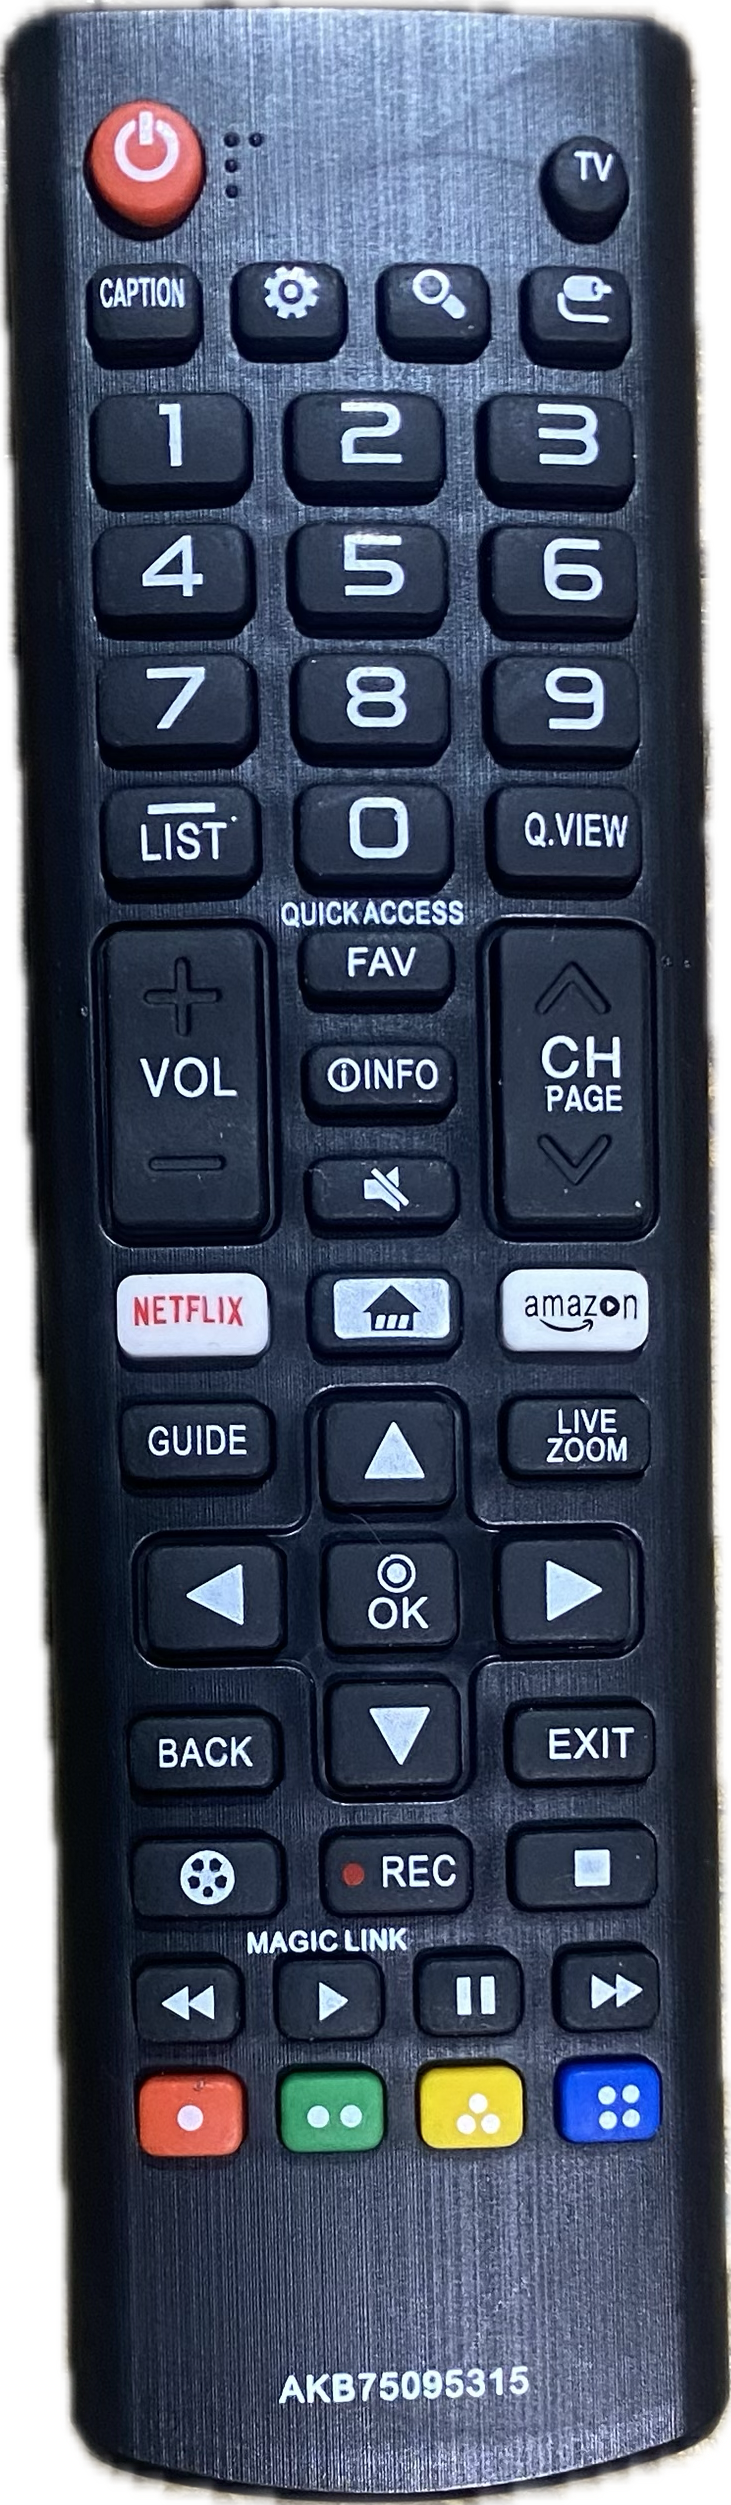 TV
CAPTION
1 2 3
4 5 6
7 8 9
LIST 0 Q.VIEW
QUICK ACCESS
FAV
VOL
INFO
CH
PAGE
NETFLIX
amazon
GUIDE
LIVE
ZOOM
OK
BACK
EXIT
REC
MAGIC LINK
AKB75095315